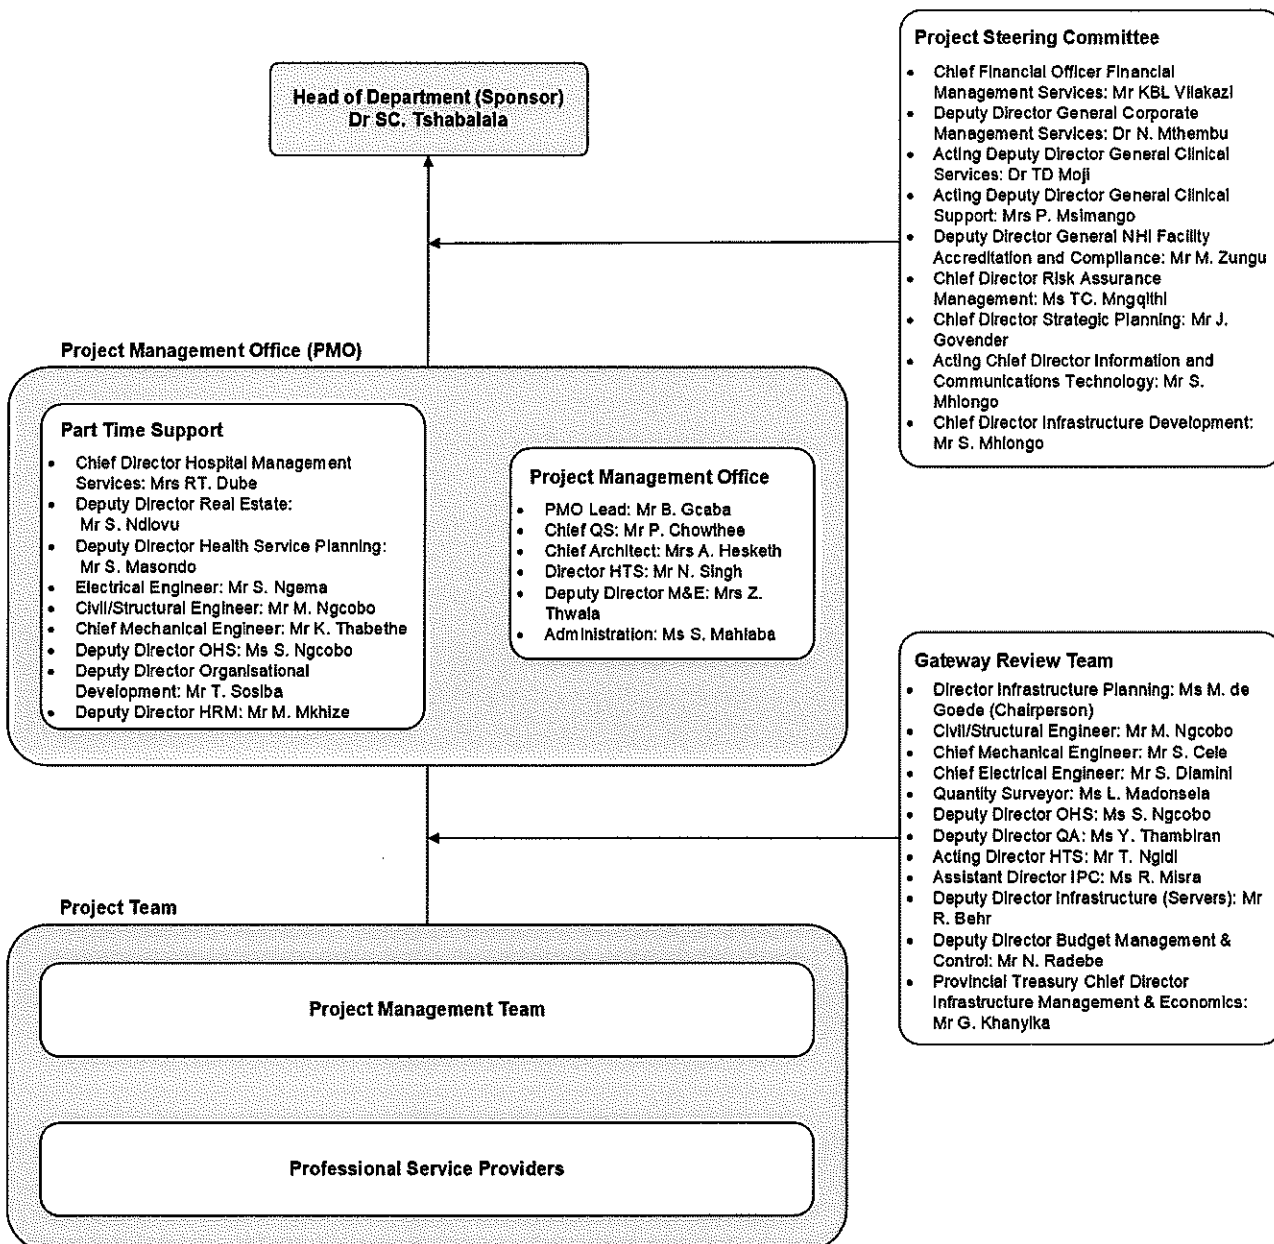 Head of Department (Sponsor)
Dr SC. Tshabalala
Project Steering Committee
• Chief Financial Officer Financial
Management Services: Mr KBL Vilakazi
• Deputy Director General Corporate
Management Services: Dr N. Mthembu
• Acting Deputy Director General Clinical
Services: Dr TD Moji
• Acting Deputy Director General Clinical
Support: Mrs P. Msimango
• Deputy Director General NHI Facility
Accreditation and Compliance: Mr M. Zungu
• Chief Director Risk Assurance
Management: Ms TC. Mngqithi
• Chief Director Strategic Planning: Mr J.
Govender
• Acting Chief Director Information and
Communications Technology: Mr S.
Mhlongo
• Chief Director Infrastructure Development:
Mr S. Mhlongo
Project Management Office (PMO)
Part Time Support
• Chief Director Hospital Management
Services: Mrs RT. Dube
• Deputy Director Real Estate:
Mr S. Ndlovu
• Deputy Director Health Service Planning:
Mr S. Masondo
• Electrical Engineer: Mr S. Ngema
• Civil/Structural Engineer: Mr M. Ngcobo
• Chief Mechanical Engineer: Mr K. Thabethe
• Deputy Director OHS: Ms S. Ngcobo
• Deputy Director Organisational
Development: Mr T. Sosiba
• Deputy Director HRM: Mr M. Mkhize
Project Management Office
• PMO Lead: Mr B. Gcaba
• Chief QS: Mr P. Chowthee
• Chief Architect: Mrs A. Hesketh
• Director HTS: Mr N. Singh
• Deputy Director M&E: Mrs Z.
Thwala
• Administration: Ms S. Mahlaba
Gateway Review Team
• Director Infrastructure Planning: Ms M. de
Goede (Chairperson)
• Civil/Structural Engineer: Mr M. Ngcobo
• Chief Mechanical Engineer: Mr S. Cele
• Chief Electrical Engineer: Mr S. Dlamini
• Quantity Surveyor: Ms L. Madonsela
• Deputy Director OHS: Ms S. Ngcobo
• Deputy Director QA: Ms Y. Thambiran
• Acting Director HTS: Mr T. Ngidi
• Assistant Director IPC: Ms R. Misra
• Deputy Director Infrastructure (Servers): Mr
R. Behr
• Deputy Director Budget Management &
Control: Mr N. Radebe
• Provincial Treasury Chief Director
Infrastructure Management & Economics:
Mr G. Khanyika
Project Team
Project Management Team
Professional Service Providers